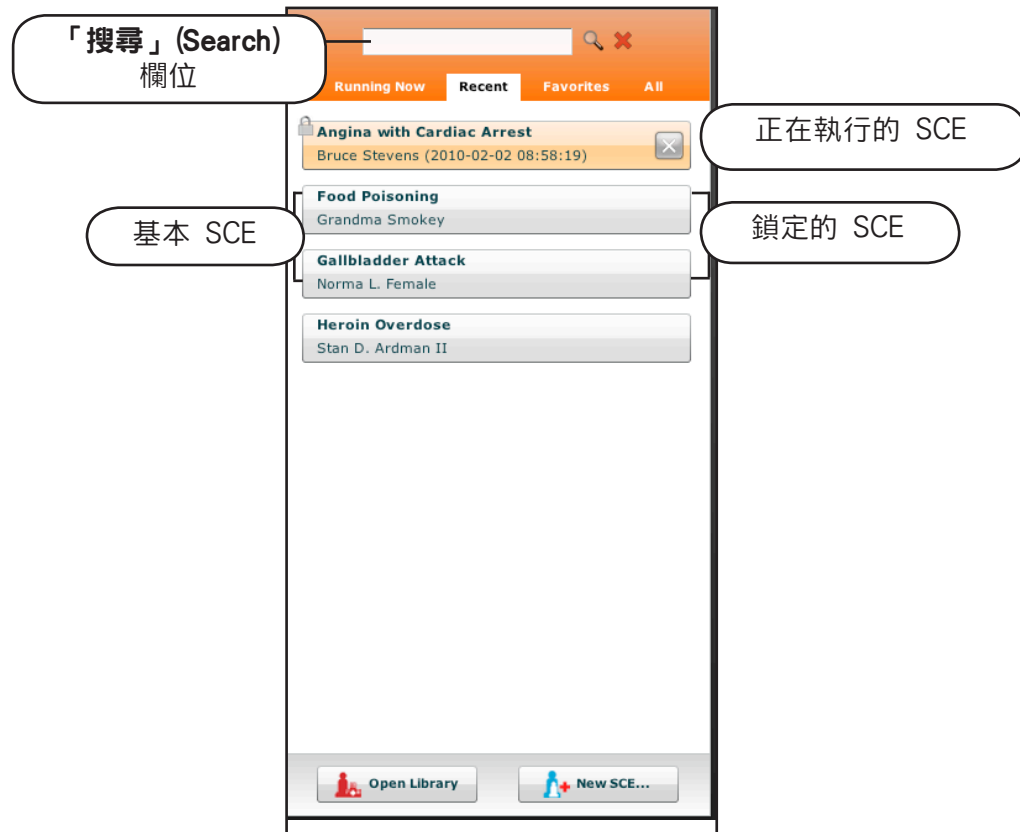 「搜尋」(Search)
欄位
Running Now Recent Favorites All
Angina with Cardiac Arrest
Bruce Stevens (2010-02-02 08:58:19)
正在執行的 SCE
Food Poisoning
Grandma Smokey
基本 SCE
鎖定的 SCE
Gallbladder Attack
Norma L. Female
Heroin Overdose
Stan D. Ardman II
Open Library
New SCE...